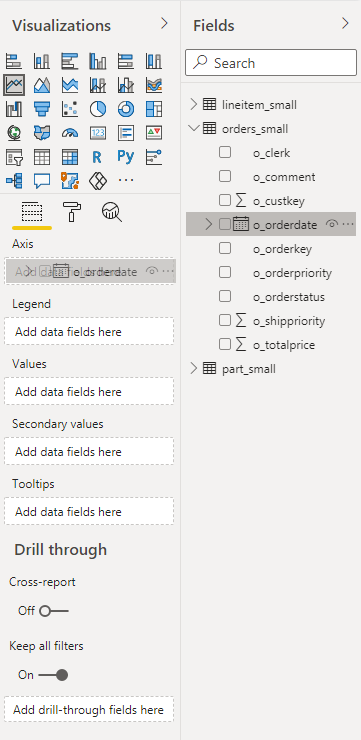 Visualizations
Fields
Search
lineitem_small
orders_small
o_clerk
o_comment
o_custkey
o_orderdate
o_orderkey
o_orderpriority
o_orderstatus
o_shippriority
o_totalprice
part_small
123
R
Py
Axis
o_orderdate
Legend
Add data fields here
Values
Add data fields here
Secondary values
Add data fields here
Tooltips
Add data fields here
Drill through
Cross-report
Off
Keep all filters
On
Add drill-through fields here